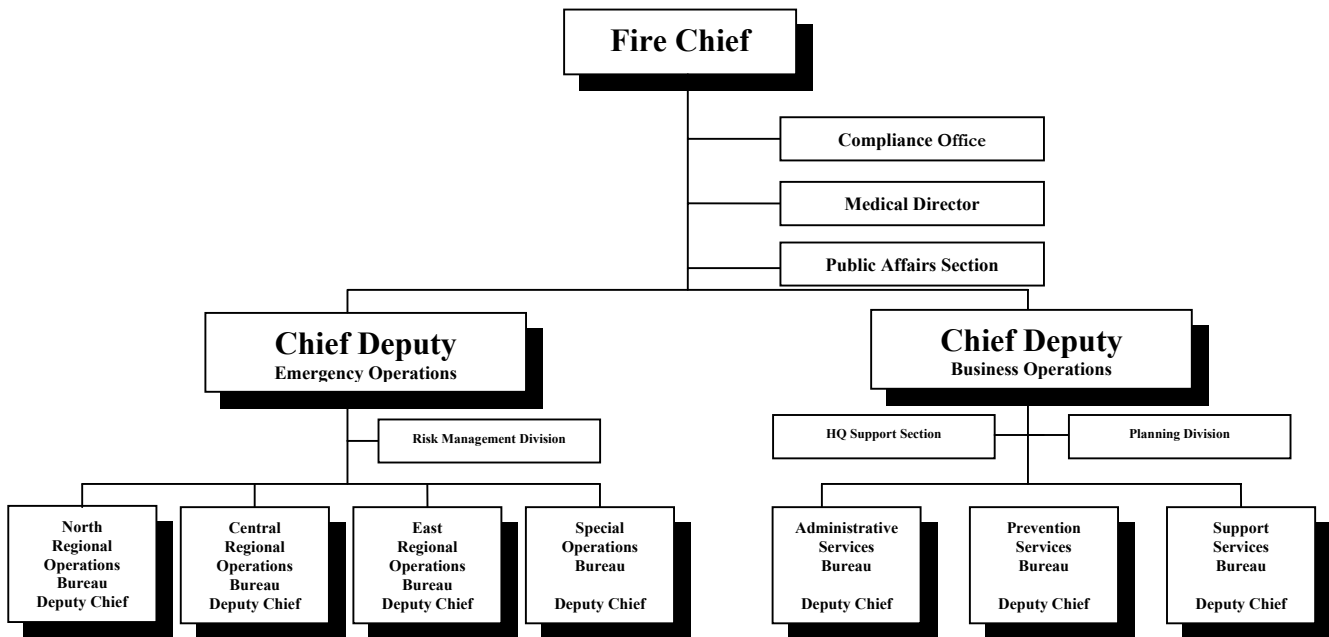 Fire Chief
Compliance Office
Medical Director
Public Affairs Section
Chief Deputy
Emergency Operations
Chief Deputy
Business Operations
Risk Management Division
HQ Support Section
Planning Division
North
Regional
Operations
Bureau
Deputy Chief
Central
Regional
Operations
Bureau
Deputy Chief
East
Regional
Operations
Bureau
Deputy Chief
Special
Operations
Bureau
Deputy Chief
Administrative
Services
Bureau
Deputy Chief
Prevention
Services
Bureau
Deputy Chief
Support
Services
Bureau
Deputy Chief